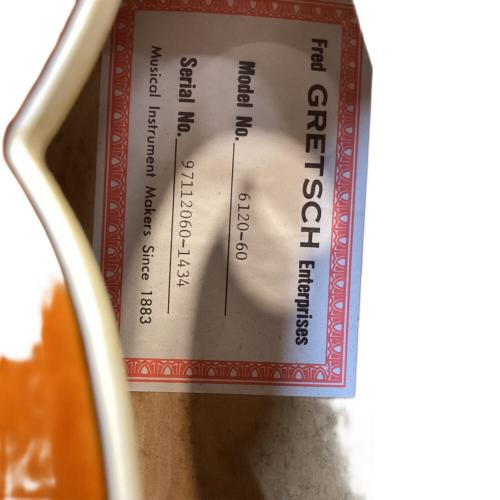 Fred GRETSCH Enterprises
Model No. 6120-60
Serial No. 97112060-1434
Musical Instrument Makers Since 1883